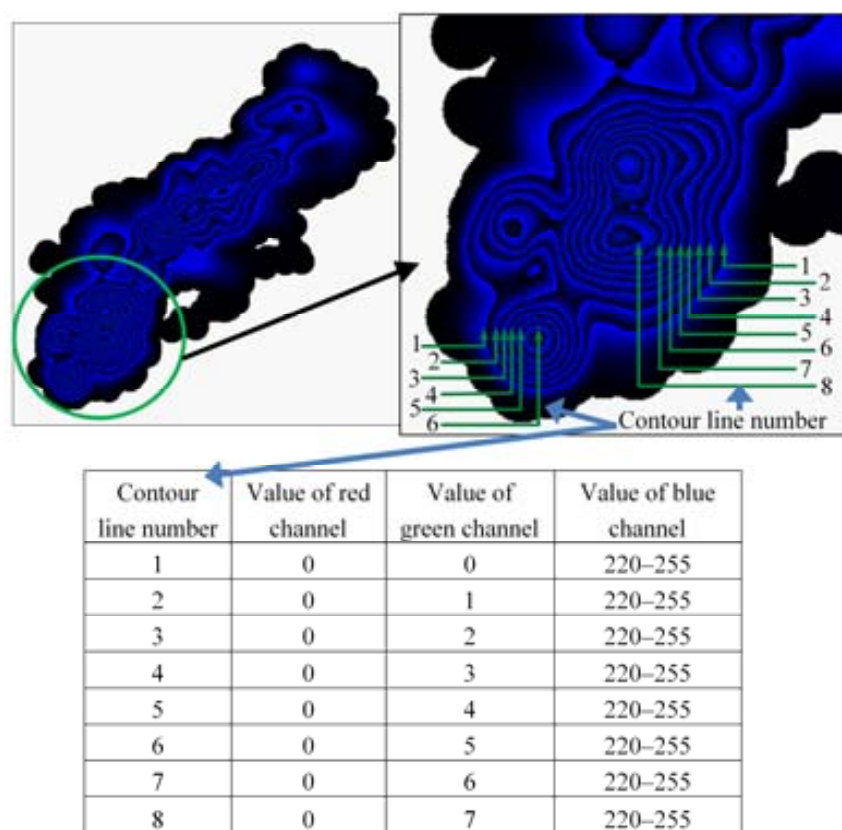 1
2
3
4
5
6
7
8
1
2
3
4
5
6
Contour line number
Contour line number Value of red channel Value of green channel Value of blue channel
1 0 0 220–255
2 0 1 220–255
3 0 2 220–255
4 0 3 220–255
5 0 4 220–255
6 0 5 220–255
7 0 6 220–255
8 0 7 220–255